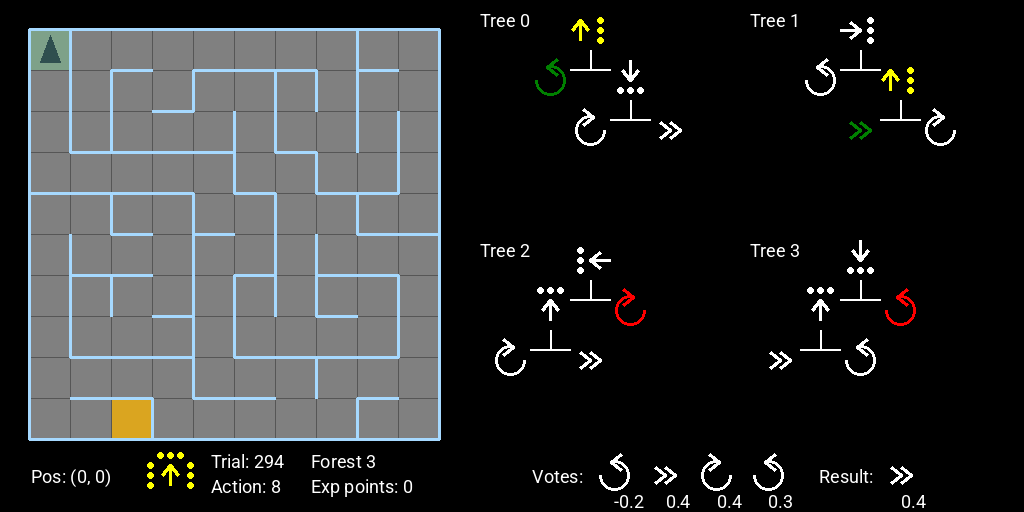 Tree 0
Tree 1
Tree 2
Tree 3
Pos: (0, 0)
Trial: 294
Forest 3
Action: 8
Exp points: 0
Votes:
-0.2
0.4
0.4
0.3
Result:
0.4